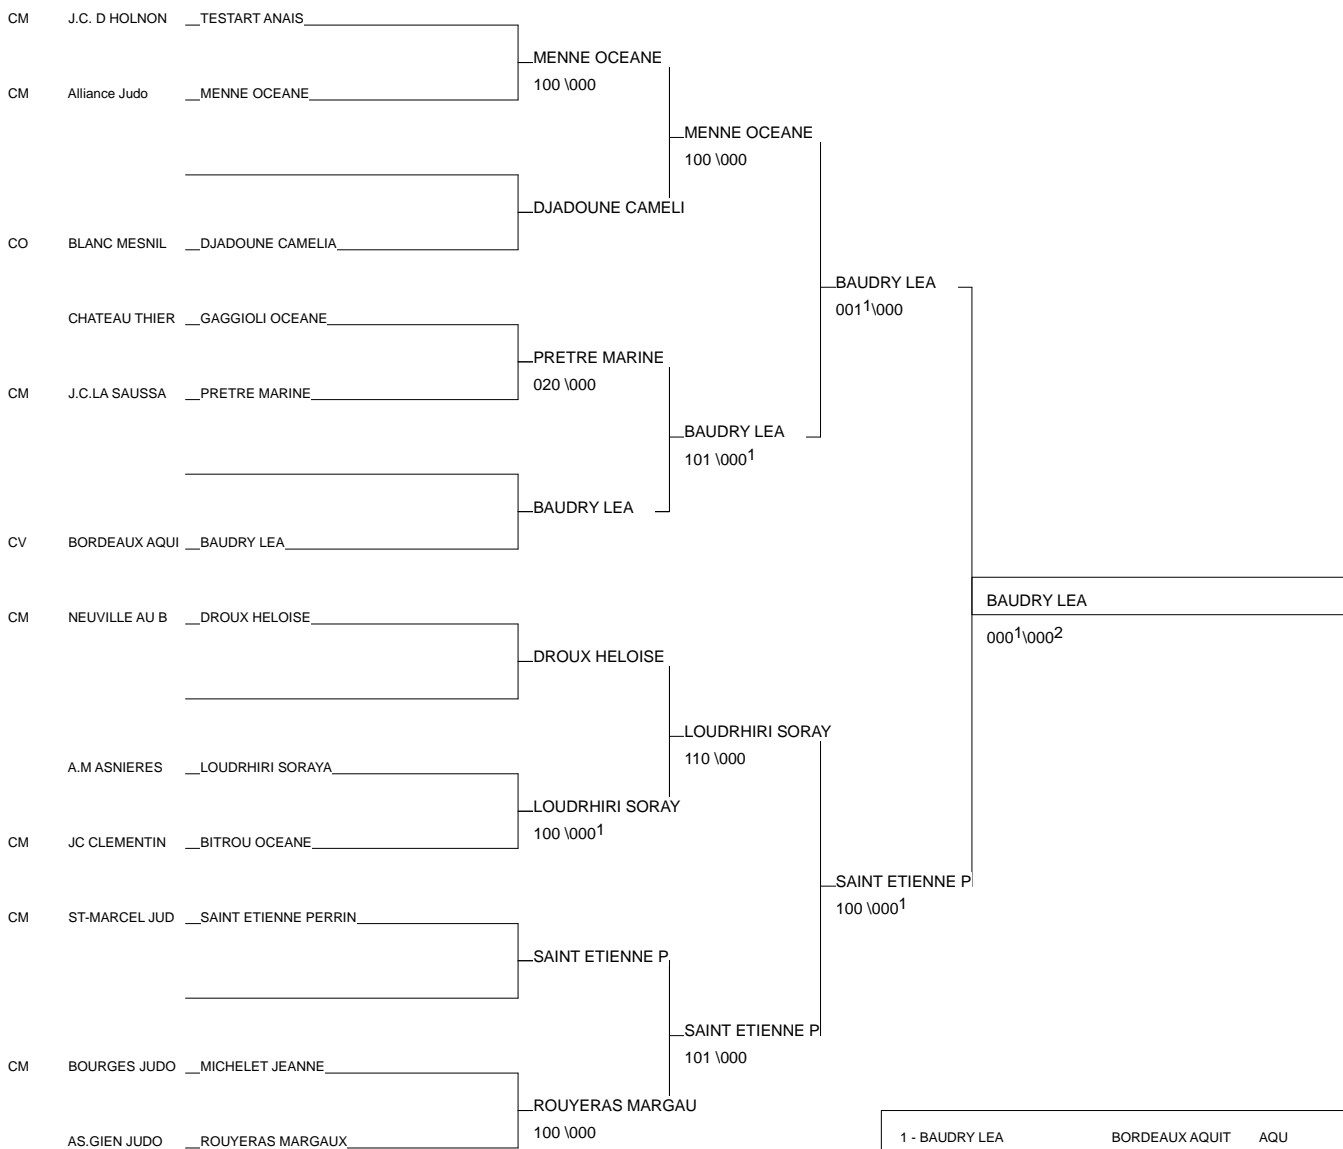 CM J.C. D HOLNON TESTART ANAIS
MENNE OCEANE
100 \000
CM Alliance Judo MENNE OCEANE
MENNE OCEANE
100 \000
DJADOUNE CAMELI
CO BLANC MESNIL DJADOUNE CAMELIA
BAUDRY LEA
001¹\000
CHATEAU THIER GAGGIOLI OCEANE
PRETRE MARINE
020 \000
CM J.C.LA SAUSSA PRETRE MARINE
BAUDRY LEA
101 \000¹
BAUDRY LEA
CV BORDEAUX AQUI BAUDRY LEA
BAUDRY LEA
000¹\000²
CM NEUVILLE AU B DROUX HELOISE
DROUX HELOISE
LOUDRHIRI SORAY
110 \000
A.M ASNIERES LOUDRHIRI SORAYA
LOUDRHIRI SORAY
100 \000¹
CM JC CLEMENTIN BITROU OCEANE
SAINT ETIENNE P
100 \000¹
CM ST-MARCEL JUD SAINT ETIENNE PERRIN
SAINT ETIENNE P
SAINT ETIENNE P
101 \000
CM BOURGES JUDO MICHELET JEANNE
ROUYERAS MARGAU
100 \000
AS.GIEN JUDO ROUYERAS MARGAUX
1 - BAUDRY LEA BORDEAUX AQUIT AQU